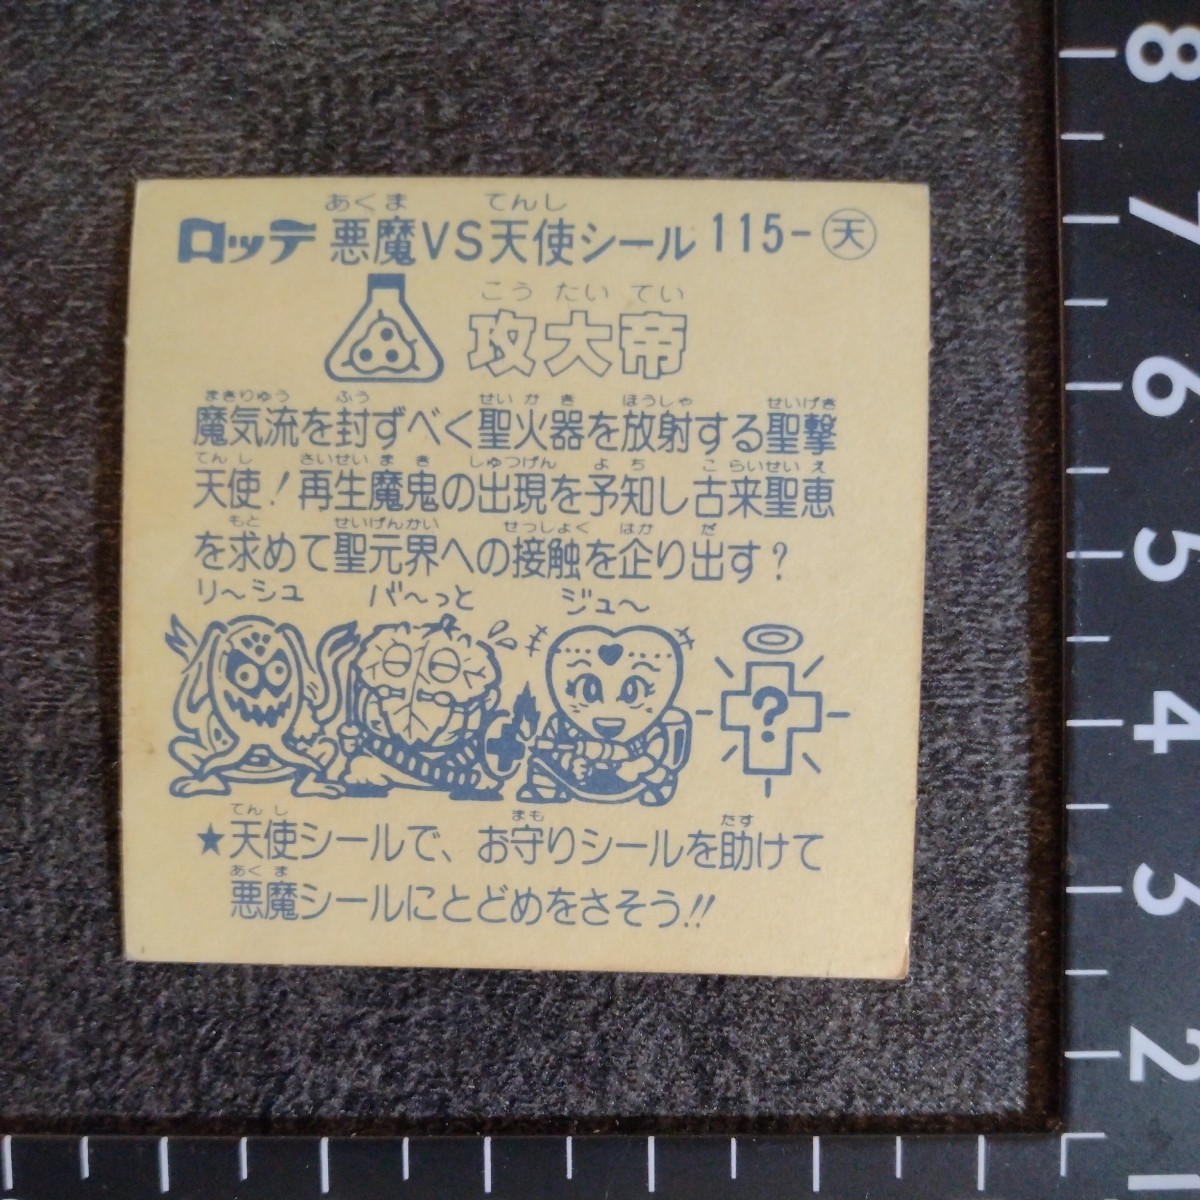 あくま てんし
ロッテ 悪魔VS天使シール 115-天
こう たい てい
攻大帝
まきりゅう ふう せい か き ほうしゃ せいげき
魔気流を封ずべく聖火器を放射する聖撃
てんし さいせい ま き しゅつげん よ ち こ らいせい え
天使!再生魔鬼の出現を予知し古来聖恵
もと せいげんかい せっしょく はか だ
を求めて聖元界への接触を企り出す?
リ〜シュ バ〜っと ジュ〜
?
てんし まも たす
★天使シールで、お守りシールを助けて
あくま
悪魔シールにとどめをさそう!!
8
7
6
5
4
3
2
1